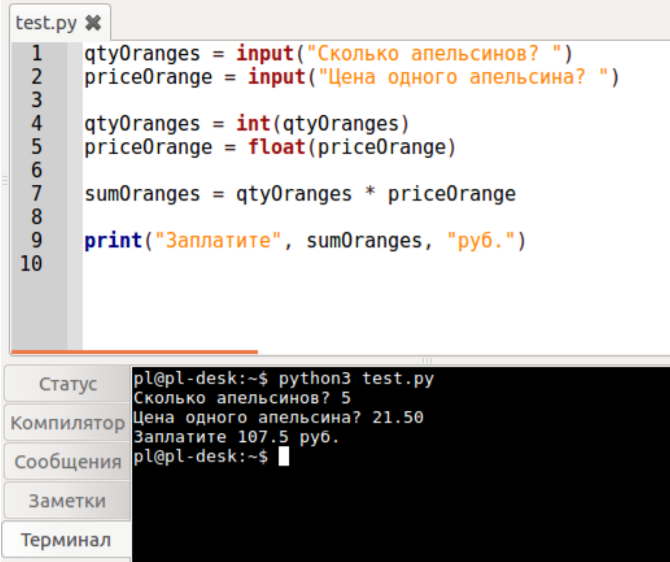 test.py ✖
1 qtyOranges = input("Сколько апельсинов? ")
2 priceOrange = input("Цена одного апельсина? ")
3
4 qtyOranges = int(qtyOranges)
5 priceOrange = float(priceOrange)
6
7 sumOranges = qtyOranges * priceOrange
8
9 print("Заплатите", sumOranges, "руб.")
10
Статус
Компилятор
Сообщения
Заметки
Терминал
pl@pl-desk:~$ python3 test.py
Сколько апельсинов? 5
Цена одного апельсина? 21.50
Заплатите 107.5 руб.
pl@pl-desk:~$